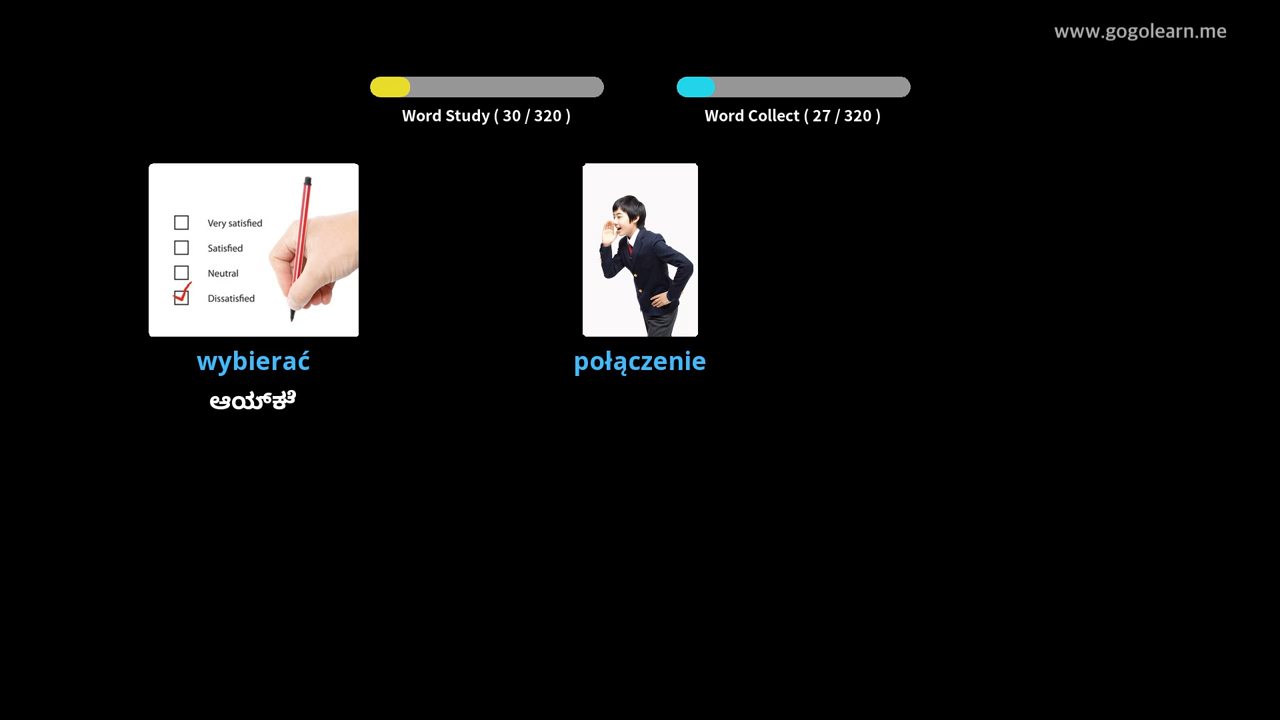 www.gogolearn.me
Word Study ( 30 / 320 )
Word Collect ( 27 / 320 )
Very satisfied
Satisfied
Neutral
Dissatisfied
wybierać
połączenie
ಆಯ್ಕೆ